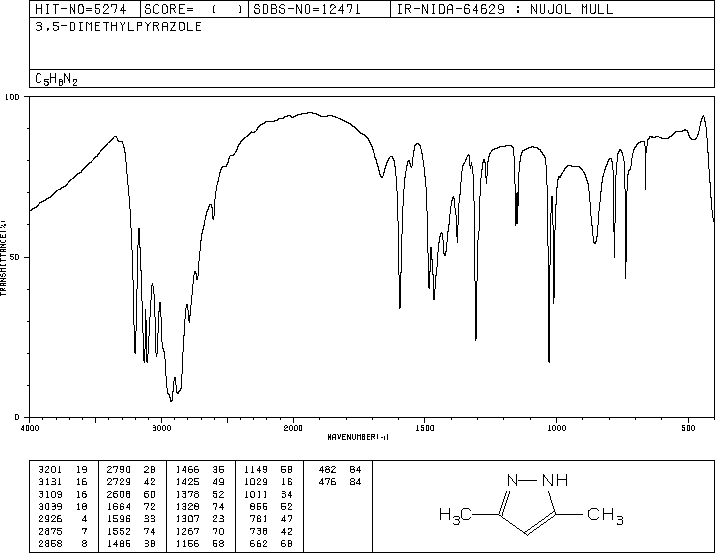 HIT-NO=5274 SCORE= ( ) SDBS-NO=12471 IR-NIDA-64629 : NUJOL MULL
3,5-DIMETHYLPYRAZOLE
C5H8N2
100
50
0
TRANSMITTANCE(%)
4000 3000 2000 1500 1000 500
WAVENUMBER(-1)
3201 19 2790 28 1466 35 1149 58 482 84
3131 16 2729 42 1425 49 1029 16 476 84
3109 16 2608 60 1378 52 1011 34
3039 18 1664 72 1328 74 855 52
2926 4 1596 33 1307 23 781 47
2875 7 1552 74 1267 70 738 42
2858 8 1485 38 1156 58 662 68
N NH
H3C CH3